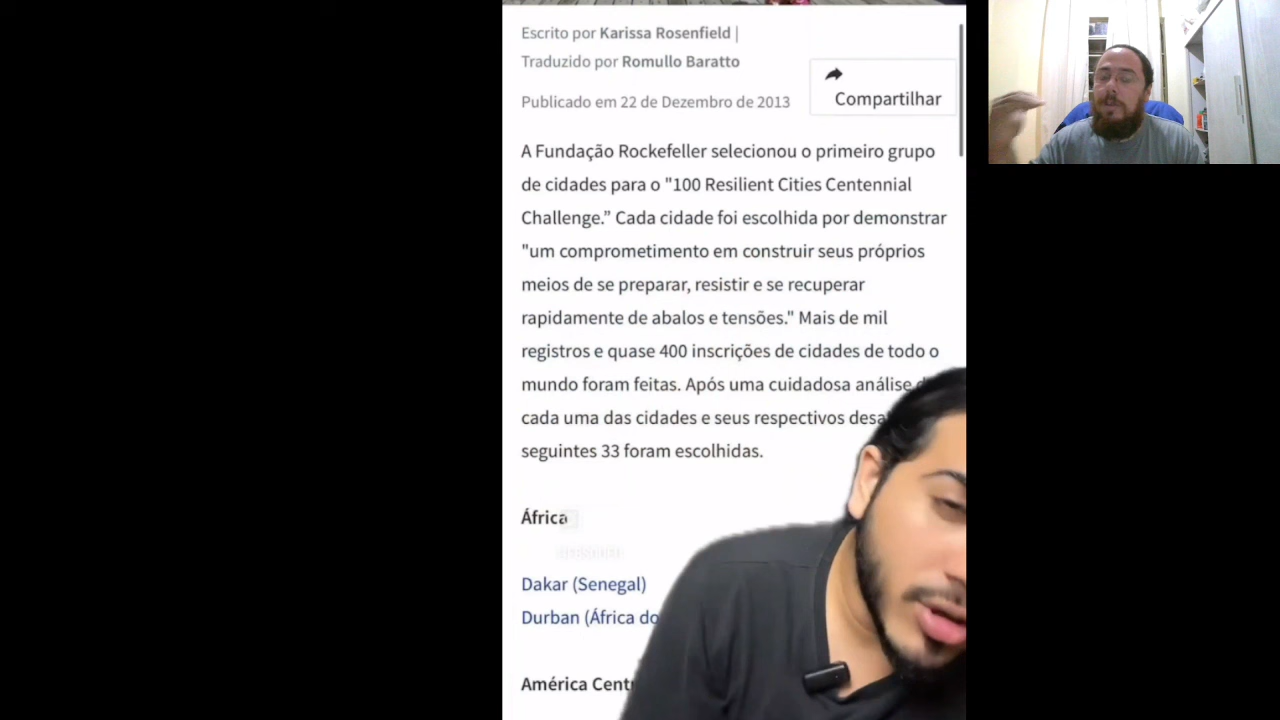 Escrito por Karissa Rosenfield |
Traduzido por Romullo Baratto
Publicado em 22 de Dezembro de 2013
Compartilhar
A Fundação Rockefeller selecionou o primeiro grupo
de cidades para o "100 Resilient Cities Centennial
Challenge.” Cada cidade foi escolhida por demonstrar
"um comprometimento em construir seus próprios
meios de se preparar, resistir e se recuperar
rapidamente de abalos e tensões." Mais de mil
registros e quase 400 inscrições de cidades de todo o
mundo foram feitas. Após uma cuidadosa análise
cada uma das cidades e seus respectivos
seguintes 33 foram escolhidas.
África
Dakar (Senegal)
Durban (África do
América